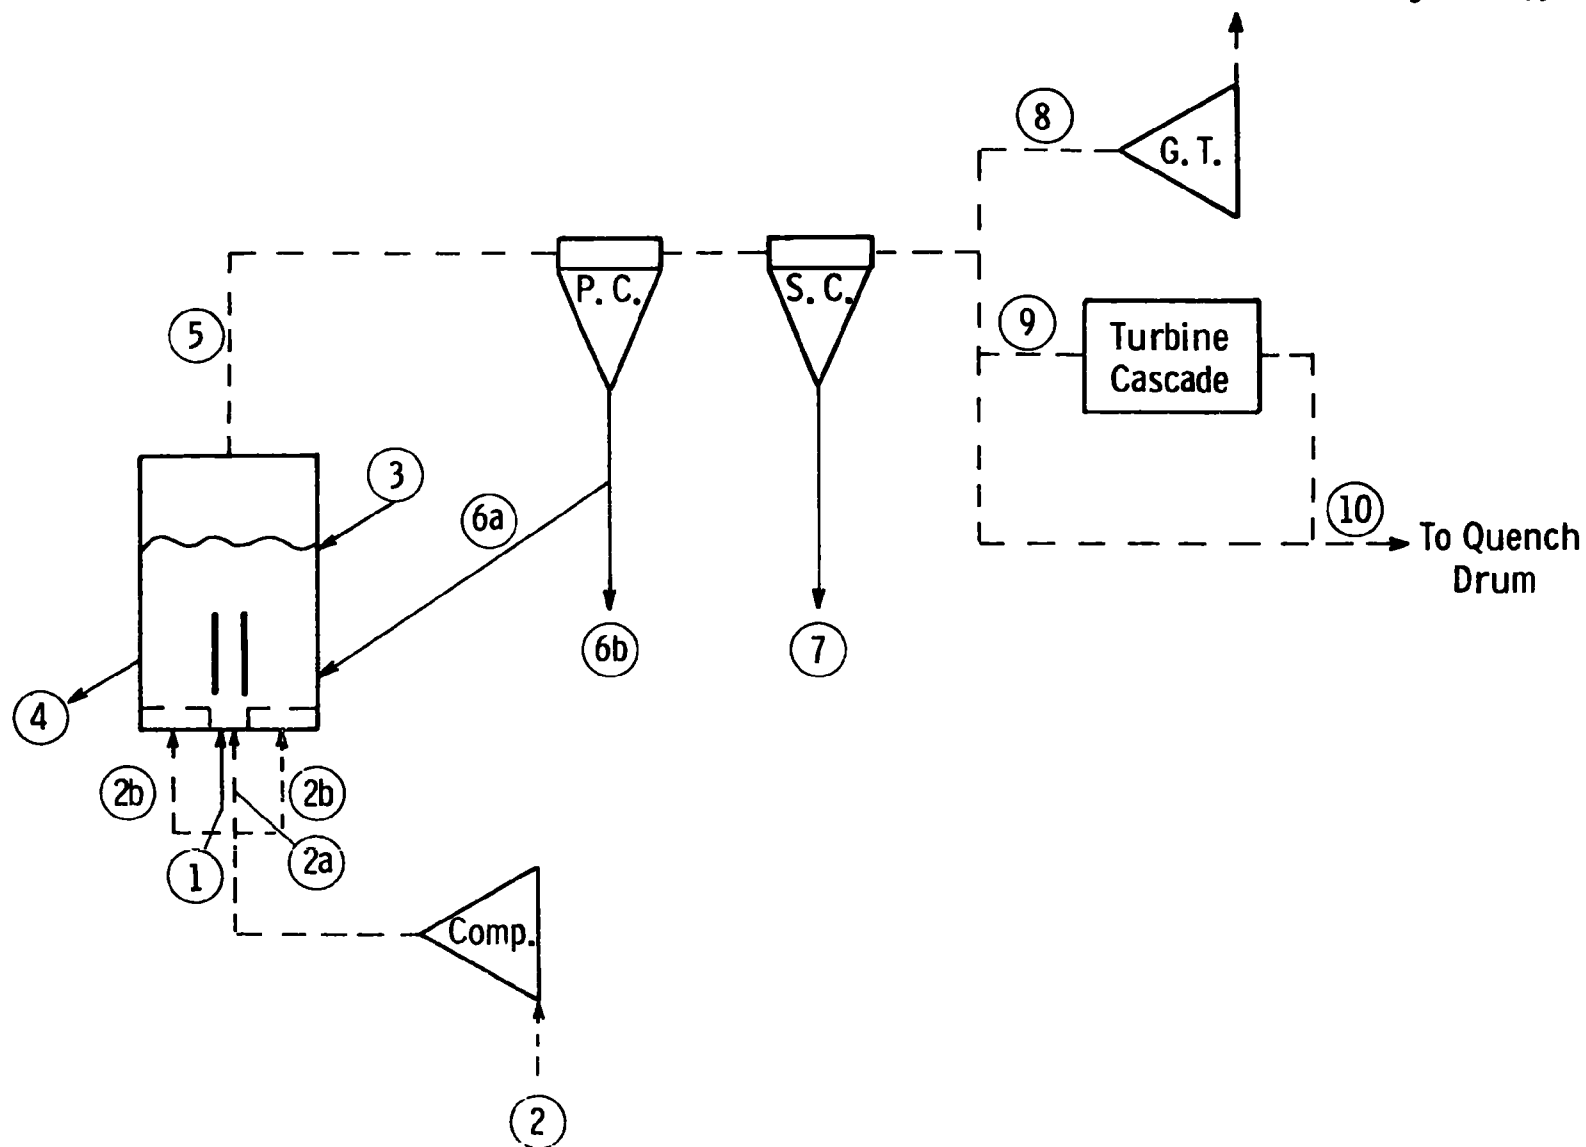 8
G. T.
P. C.
S. C.
5
9
Turbine
Cascade
3
6a
10
To Quench
Drum
6b
7
4
2b
2b
1
2a
Comp.
2